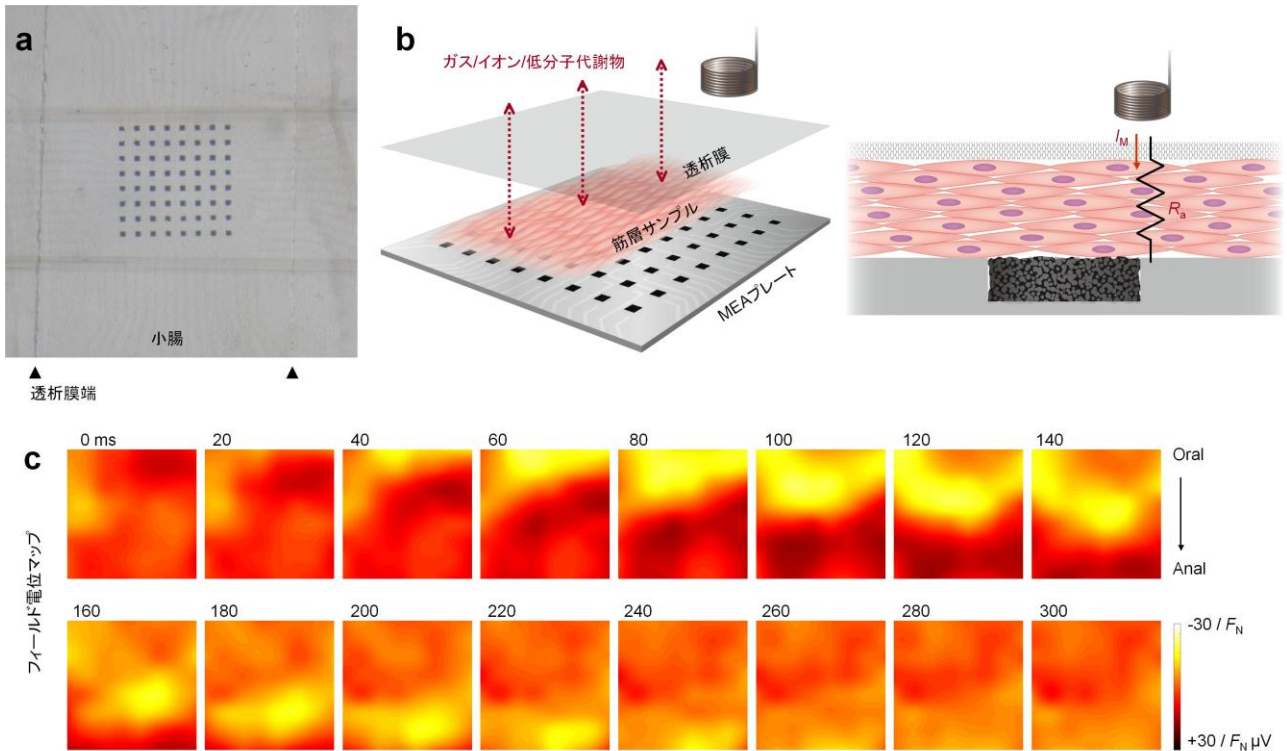 a
小腸
透析膜端
b
ガス/イオン/低分子代謝物
透析膜
筋層サンプル
MEAプレート
IM
Ra
c
フィールド電位マップ
0 ms 20 40 60 80 100 120 140
Oral
Anal
160 180 200 220 240 260 280 300
-30 / FN
+30 / FN μV